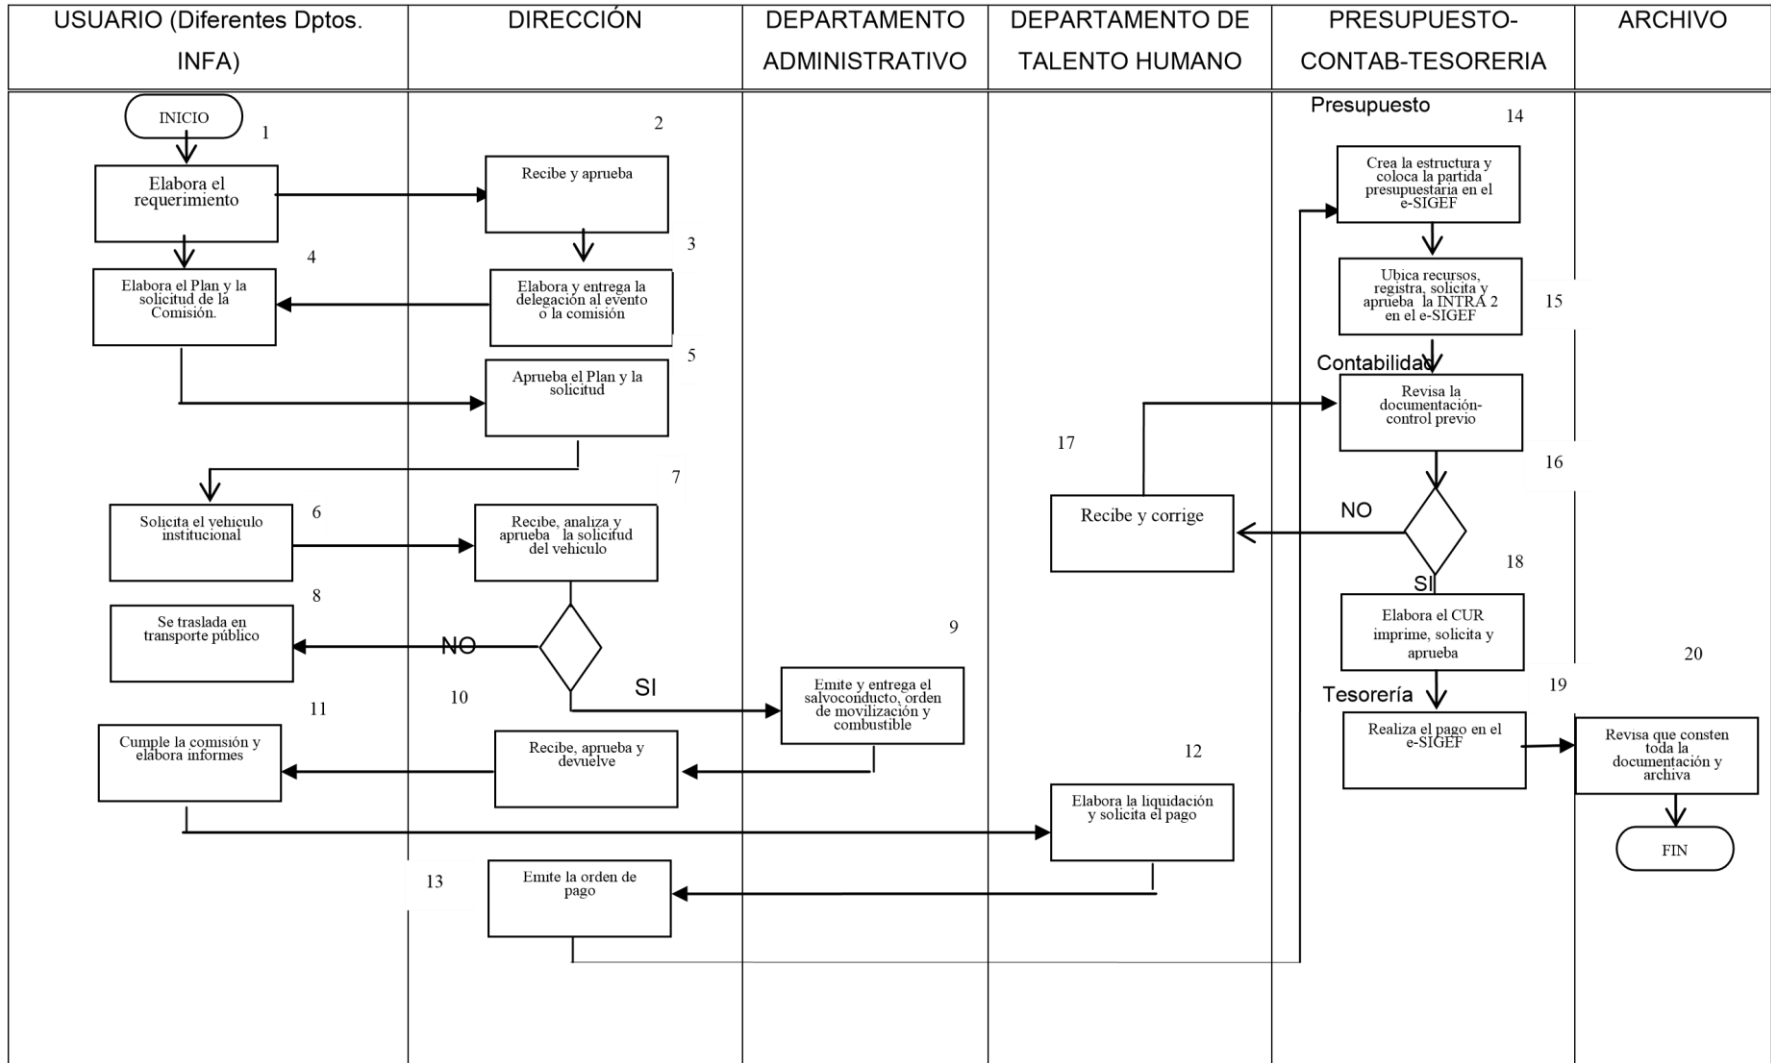 USUARIO (Diferentes Dptos.
INFA)
DIRECCIÓN
DEPARTAMENTO
ADMINISTRATIVO
DEPARTAMENTO DE
TALENTO HUMANO
PRESUPUESTO-
CONTAB-TESORERIA
ARCHIVO
INICIO
1
Elabora el
requerimiento
2
Recibe y aprueba
3
Elabora y entrega la
delegación al evento
o la comisión
4
Elabora el Plan y la
solicitud de la
Comisión.
5
Aprueba el Plan y la
solicitud
6
Solicita el vehiculo
institucional
7
Recibe, analiza y
aprueba la solicitud
del vehiculo
8
Se traslada en
transporte público
NO
SI
9
Emite y entrega el
salvoconducto, orden
de movilización y
combustible
10
Recibe, aprueba y
devuelve
11
Cumple la comisión y
elabora informes
12
Elabora la liquidación
y solicita el pago
13
Emite la orden de
pago
Presupuesto
14
Crea la estructura y
coloca la partida
presupuestaria en el
e-SIGEF
Ubica recursos,
registra, solicita y
aprueba la INTRA 2
en el e-SIGEF
15
Contabilidad
Revisa la
documentación-
control previo
16
17
Recibe y corrige
NO
SI
18
Elabora el CUR
imprime, solicita y
aprueba
Tesorería
19
Realiza el pago en el
e-SIGEF
20
Revisa que consten
toda la
documentación y
archiva
FIN